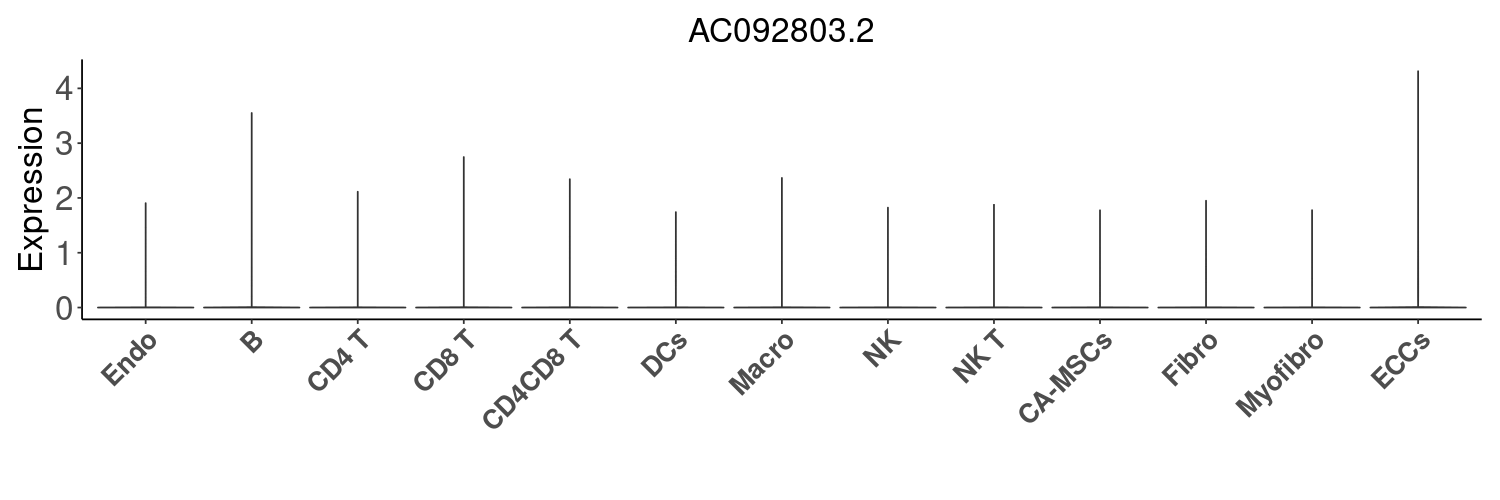 AC092803.2
Expression
4
3
2
1
0
Endo
B
CD4 T
CD8 T
CD4CD8 T
DCs
Macro
NK
NK T
CA-MSCs
Fibro
Myofibro
ECCs